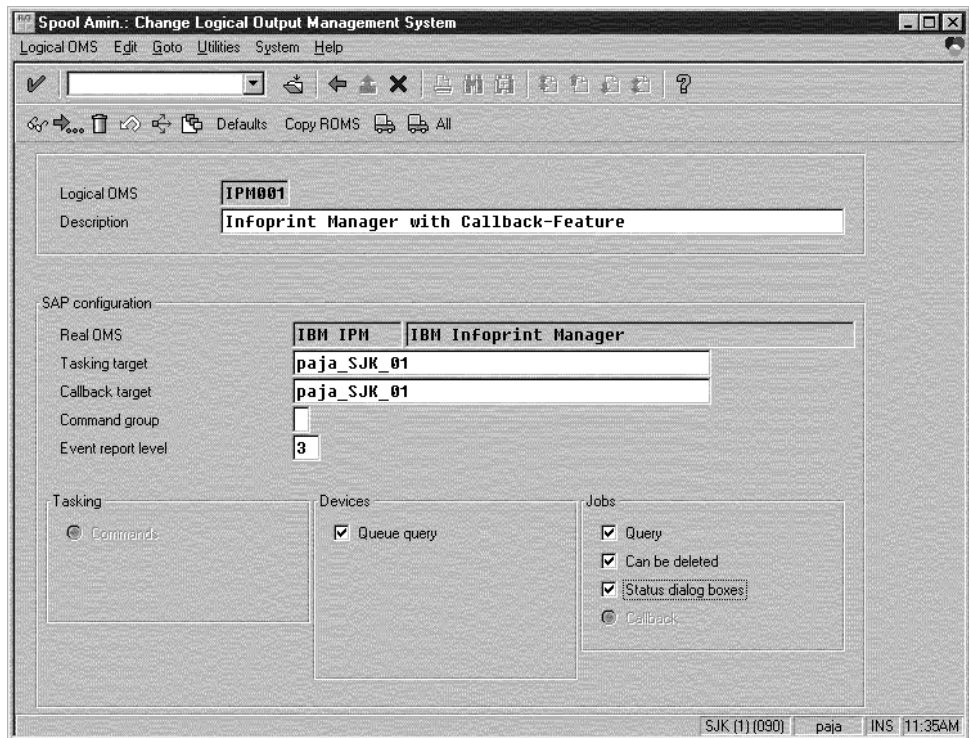 Spool Amin.: Change Logical Output Management System
Logical OMS Edit Goto Utilities System Help
Defaults Copy ROMS All
Logical OMS IPM001
Description Infoprint Manager with Callback-Feature
SAP configuration
Real OMS IBM IPM IBM Infoprint Manager
Tasking target paja_SJK_01
Callback target paja_SJK_01
Command group
Event report level 3
Tasking Devices Jobs
Commands Queue query Query
Can be deleted
Status dialog boxes
Callback
SJK (1) (090) paja INS 11:35AM